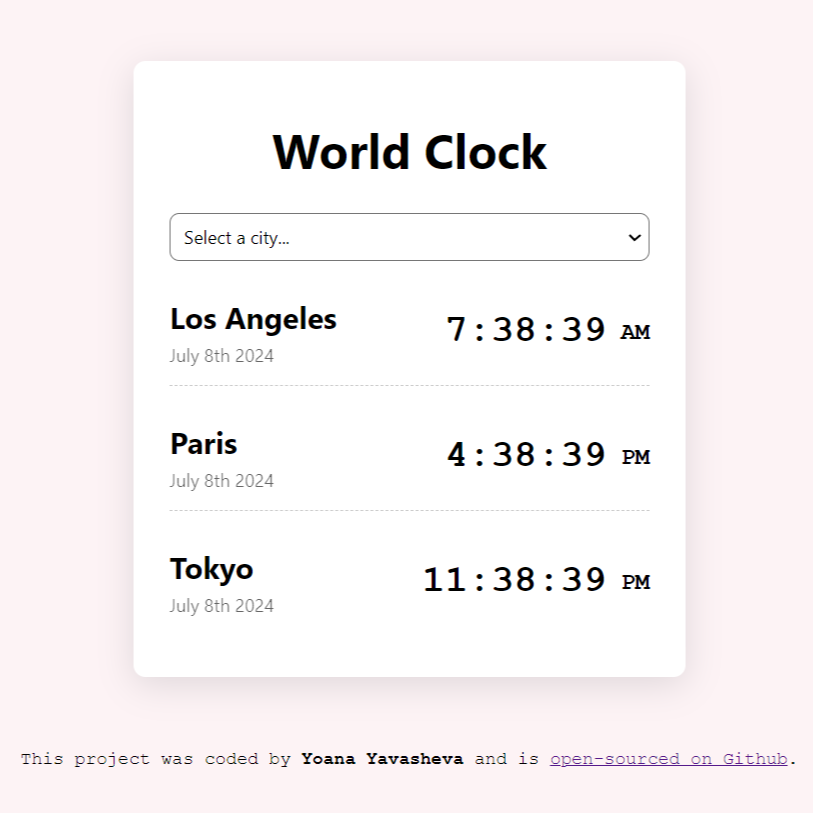 World Clock
Select a city...
Los Angeles
7:38:39 AM
July 8th 2024
Paris
4:38:39 PM
July 8th 2024
Tokyo
11:38:39 PM
July 8th 2024
This project was coded by Yoana Yavasheva and is open-sourced on Github.